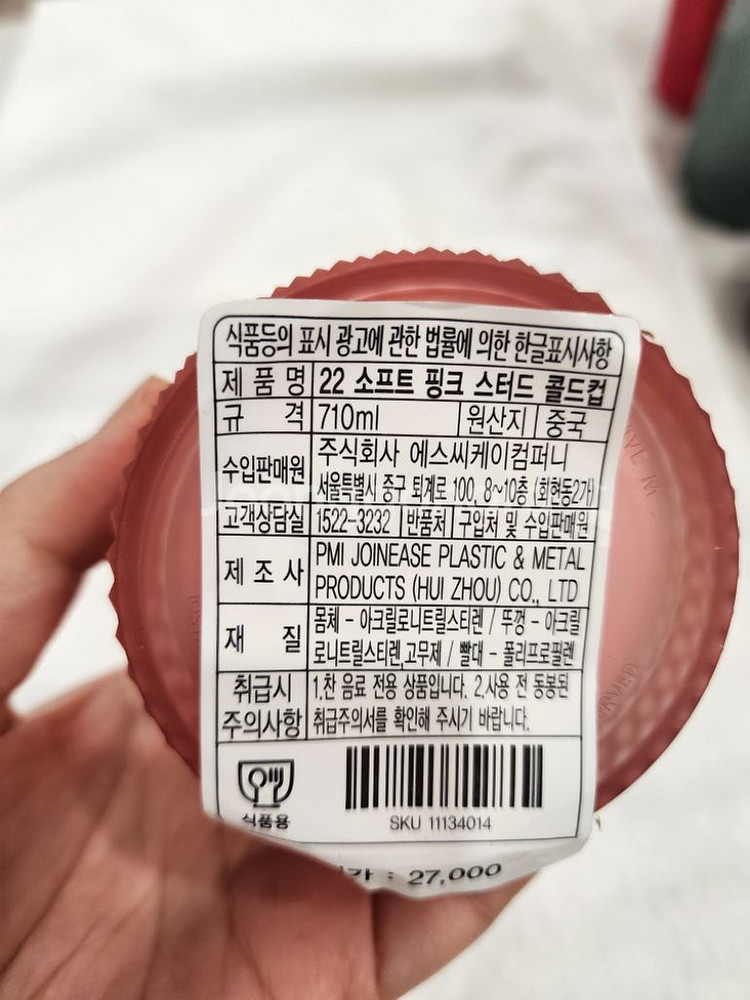 식품등의 표시 광고에 관한 법률에 의한 한글표시사항
제품명 22 소프트 핑크 스터드 콜드컵
규격 710ml 원산지 중국
수입판매원 주식회사 에스씨케이컴퍼니
서울특별시 중구 퇴계로 100, 8~10층 (회현동2가)
고객상담실 1522-3232 반품처 구입처 및 수입판매원
제조사 PMI JOINEASE PLASTIC & METAL
PRODUCTS (HUI ZHOU) CO., LTD
재질 몸체 - 아크릴로니트릴스티렌 / 뚜껑 - 아크릴
로니트릴스티렌,고무제 / 빨대 - 폴리프로필렌
취급시 1.찬 음료 전용 상품입니다. 2.사용 전 동봉된
주의사항 취급주의서를 확인해 주시기 바랍니다.
식품용
SKU 11134014
: 27,000